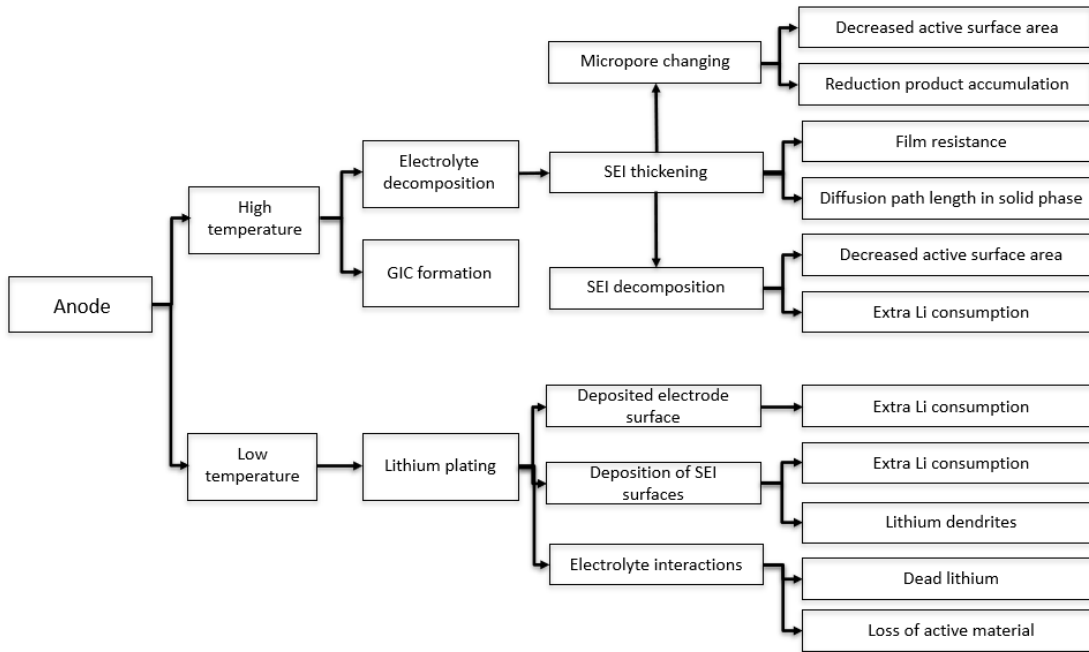 Decreased active surface area
Micropore changing
Reduction product accumulation
Film resistance
Electrolyte
decomposition
SEI thickening
Diffusion path length in solid phase
High
temperature
Decreased active surface area
GIC formation
SEI decomposition
Extra Li consumption
Anode
Deposited electrode
surface
Extra Li consumption
Low
temperature
Lithium plating
Deposition of SEI
surfaces
Extra Li consumption
Lithium dendrites
Electrolyte interactions
Dead lithium
Loss of active material